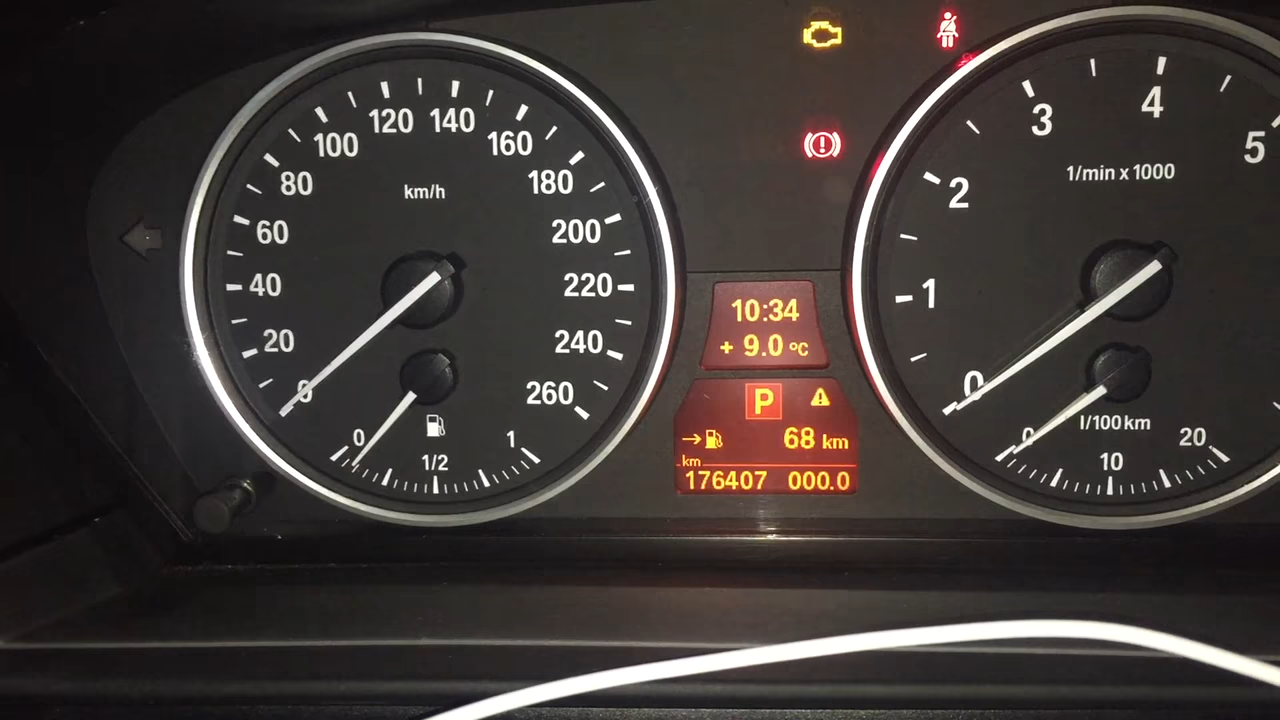 120 140
100 160
80 180
km/h
60 200
40 220
20 240
0 260
0 1/2 1
10:34
+ 9.0 °C
P
→ 68 km
km
176407 000.0
3 4 5
1/min x 1000
2
1
0
l/100km
0 10 20